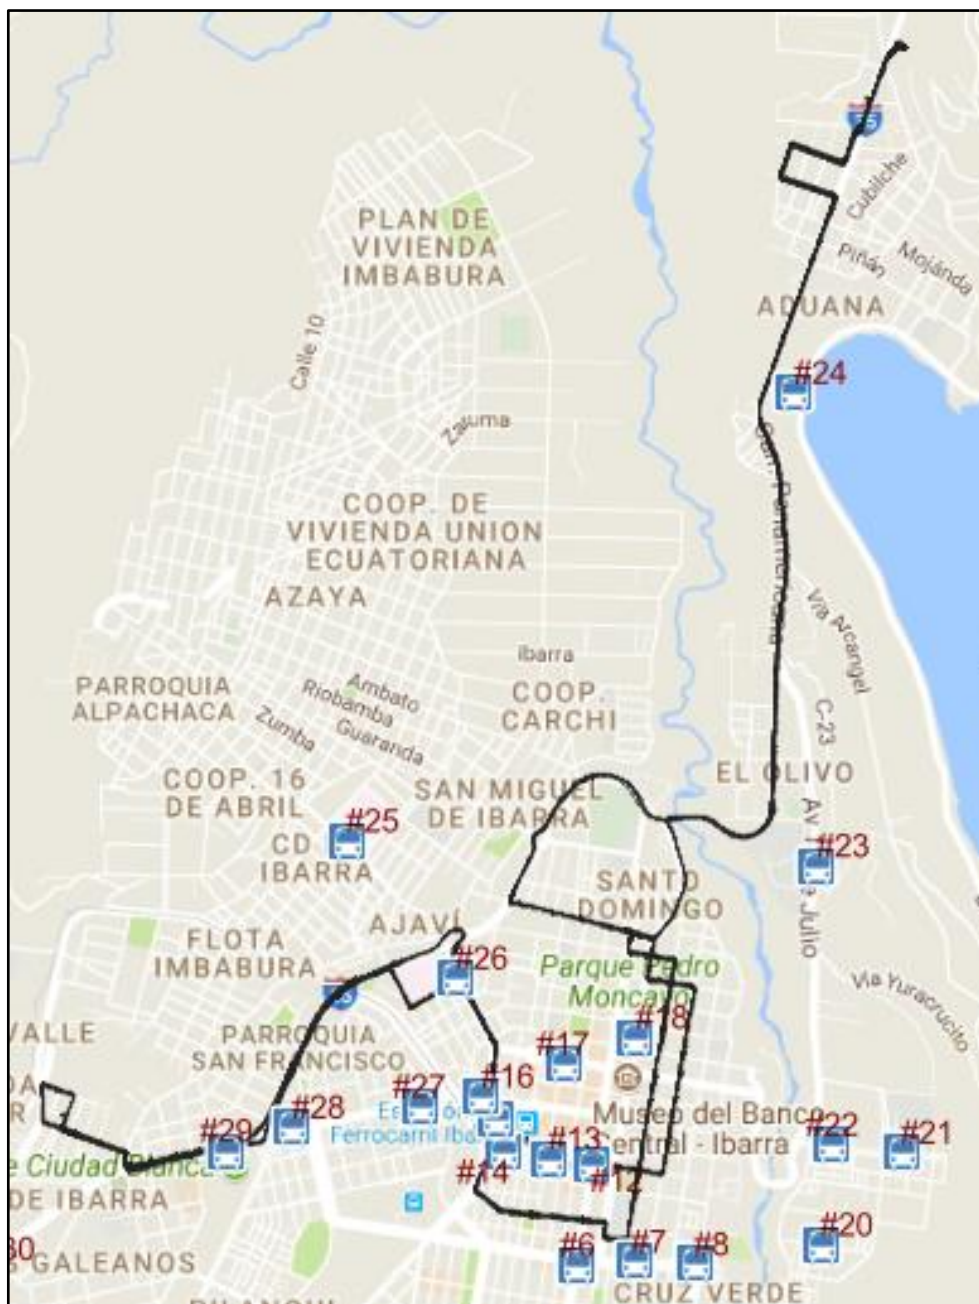 PLAN DE
VIVIENDA
IMBABURA
Cubilche
Piñán
Mojánda
ADUANA
Calle 10
#24
Zaruma
COOP. DE
VIVIENDA UNION
ECUATORIANA
AZAYA
Panamericana
Vía Arcangel
Ibarra
COOP.
CARCHI
PARROQUIA
ALPACHACA
Ambato
Riobamba
Guaranda
Zumba
C-23
COOP. 16
DE ABRIL
SAN MIGUEL
DE IBARRA
EL OLIVO
#25
CD
IBARRA
Av
#23
de Julio
SANTO
DOMINGO
AJAVÍ
FLOTA
IMBABURA
#26
Parque Pedro
Moncayo
Vía Yuracrucito
VALLE
PARROQUIA
SAN FRANCISCO
#18
#17
#16
#27
#28
Ferrocarril Iba
Museo del Banco
Central - Ibarra
#29
#14
#13
#12
#22
#21
e Ciudad Blanca
DE IBARRA
#20
30
GALEANOS
#6
#7
#8
CRUZ VERDE